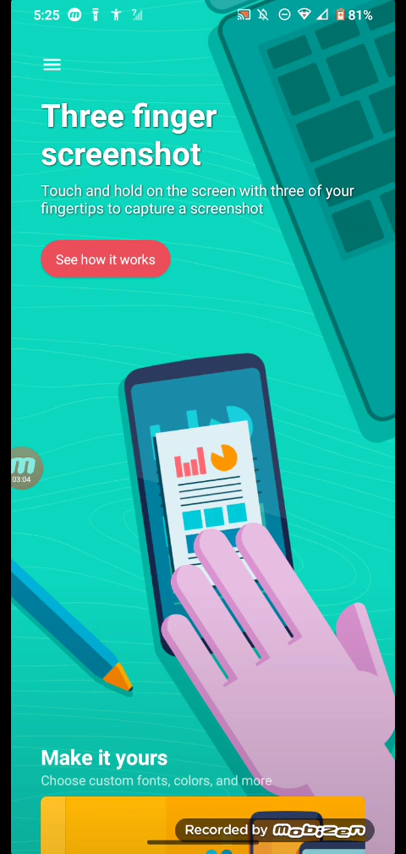 5:25
81%
Three finger
screenshot
Touch and hold on the screen with three of your
fingertips to capture a screenshot
See how it works
m
03:04
Make it yours
Choose custom fonts, colors, and more
Recorded by mobizen